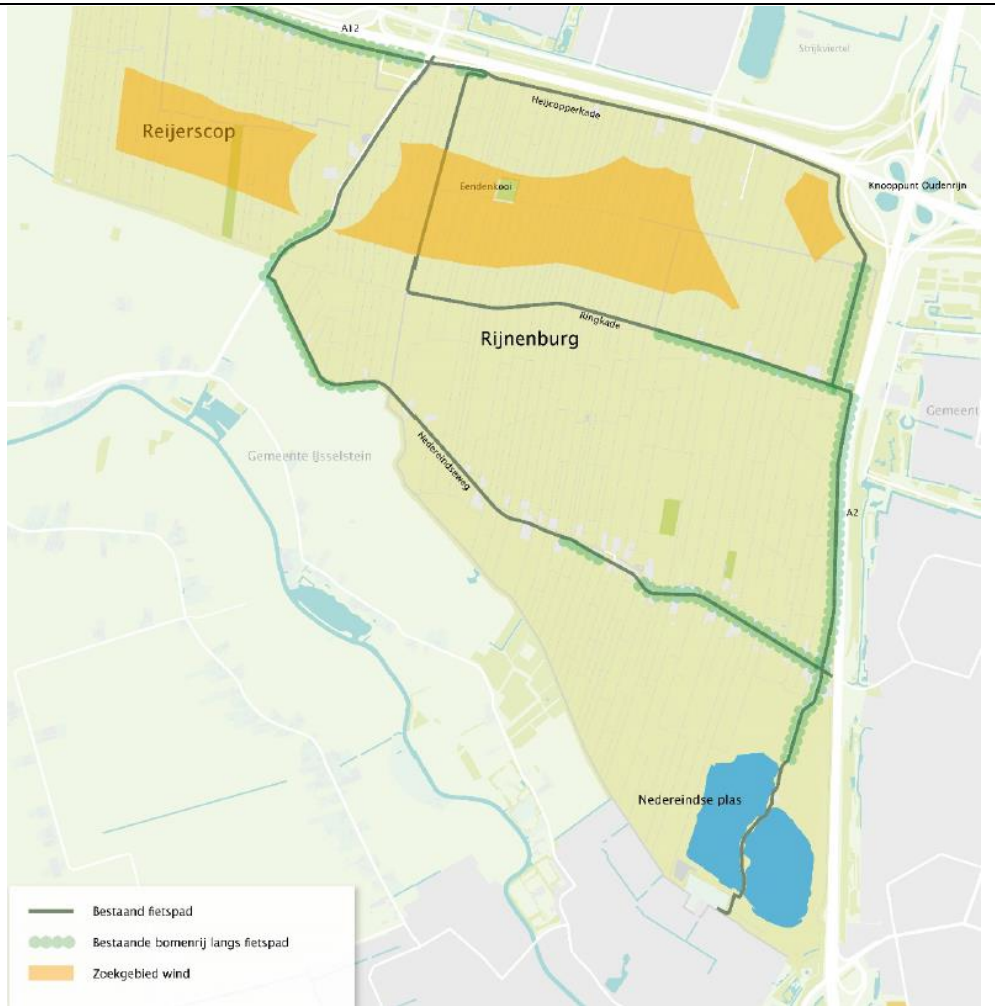 A12
Strijkviertel
Heijcopperkade
Reijerscop
Eendenkooi
Knooppunt Oudenrijn
Ringkade
Rijnenburg
Gemeent
Gemeente IJsselstein
Nedereindseweg
A2
Nedereindse plas
Bestaand fietspad
Bestaande bomenrij langs fietspad
Zoekgebied wind